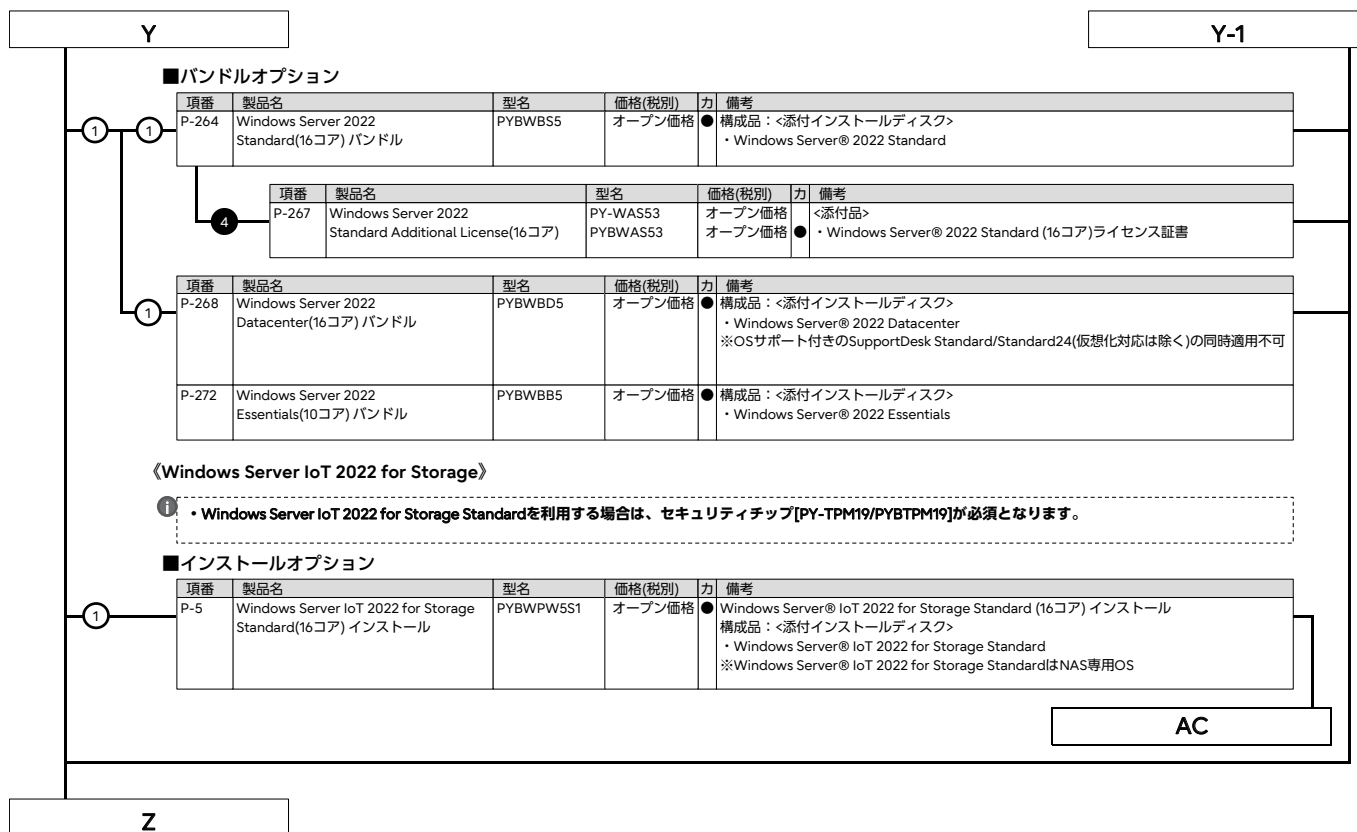 Y
Y-1
■バンドルオプション
項番 製品名 型名 価格(税別) カ 備考
1 1 P-264 Windows Server 2022 PYBWBS5 オープン価格 ● 構成品：<添付インストールディスク>
Standard(16コア) バンドル ・Windows Server® 2022 Standard
項番 製品名 型名 価格(税別) カ 備考
4 P-267 Windows Server 2022 PY-WAS53 オープン価格 <添付品>
Standard Additional License(16コア) PYBWAS53 オープン価格 ● ・Windows Server® 2022 Standard (16コア)ライセンス証書
項番 製品名 型名 価格(税別) カ 備考
1 P-268 Windows Server 2022 PYBWBD5 オープン価格 ● 構成品：<添付インストールディスク>
Datacenter(16コア) バンドル ・Windows Server® 2022 Datacenter
※OSサポート付きのSupportDesk Standard/Standard24(仮想化対応は除く)の同時適用不可
P-272 Windows Server 2022 PYBWBB5 オープン価格 ● 構成品：<添付インストールディスク>
Essentials(10コア) バンドル ・Windows Server® 2022 Essentials
《Windows Server IoT 2022 for Storage》
i ・Windows Server IoT 2022 for Storage Standardを利用する場合は、セキュリティチップ[PY-TPM19/PYBTPM19]が必須となります。
■インストールオプション
項番 製品名 型名 価格(税別) カ 備考
1 P-5 Windows Server IoT 2022 for Storage PYBWPW5S1 オープン価格 ● Windows Server® IoT 2022 for Storage Standard (16コア) インストール
Standard(16コア) インストール 構成品：<添付インストールディスク>
・Windows Server® IoT 2022 for Storage Standard
※Windows Server® IoT 2022 for Storage StandardはNAS専用OS
AC
Z